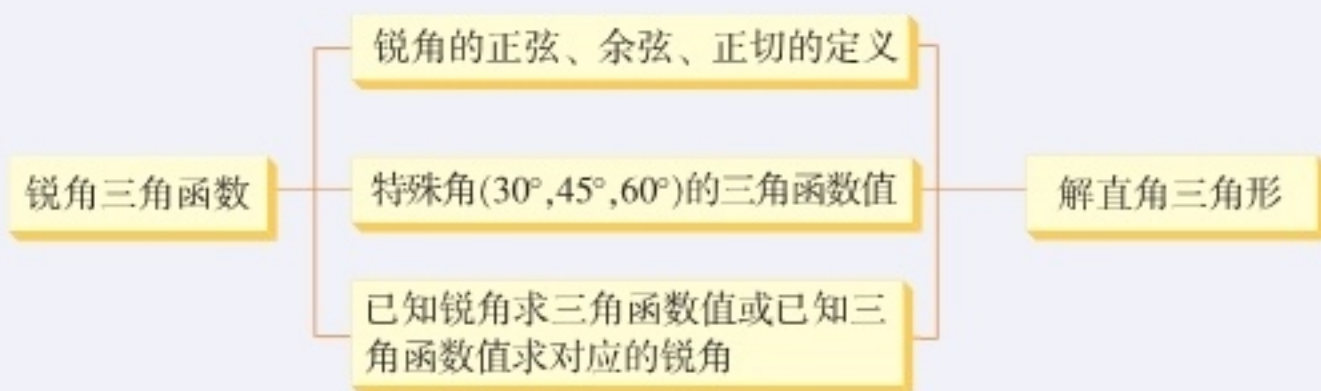 锐角的正弦、余弦、正切的定义
锐角三角函数
特殊角(30°,45°,60°)的三角函数值
解直角三角形
已知锐角求三角函数值或已知三
角函数值求对应的锐角